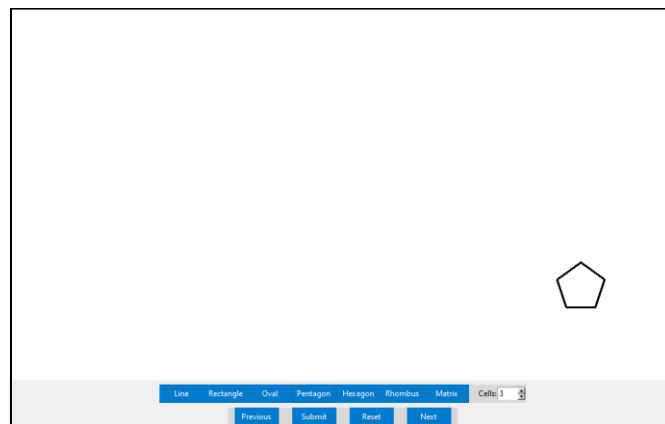 Line Rectangle Oval Pentagon Hexagon Rhombus Matrix Cells: 3
Previous Submit Reset Next